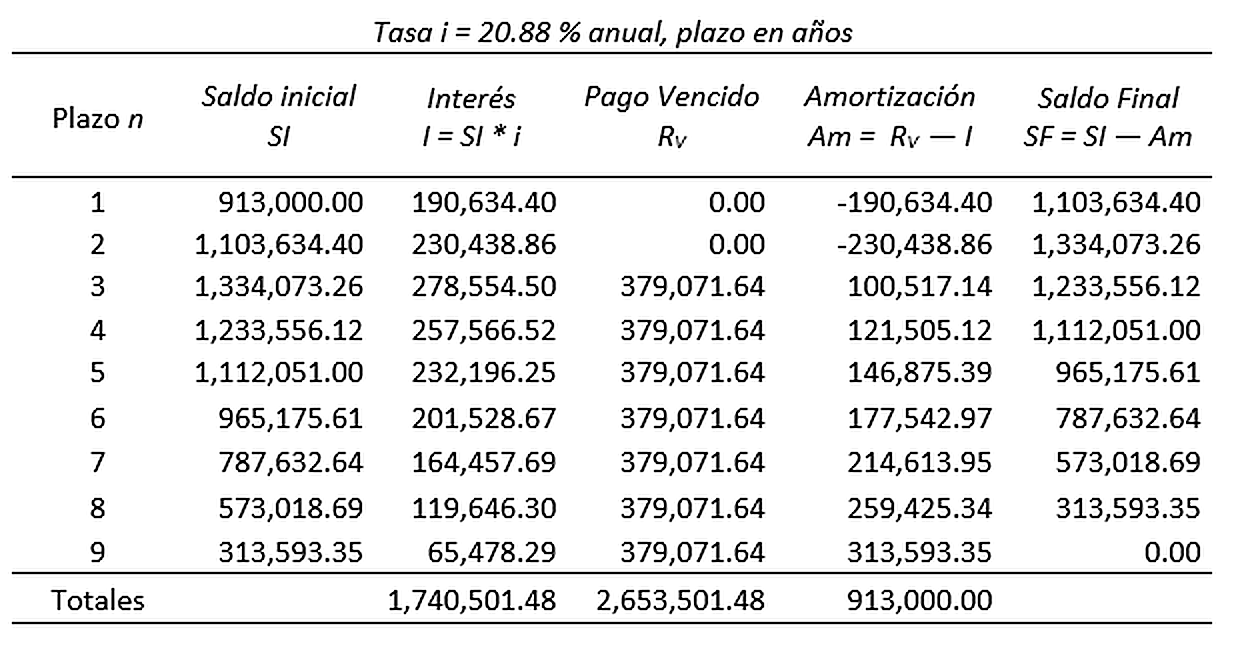 Tasa i = 20.88 % anual, plazo en años
Plazo n Saldo inicial SI Interés I = SI * i Pago Vencido Rv Amortización Am = Rv — I Saldo Final SF = SI — Am
1 913,000.00 190,634.40 0.00 -190,634.40 1,103,634.40
2 1,103,634.40 230,438.86 0.00 -230,438.86 1,334,073.26
3 1,334,073.26 278,554.50 379,071.64 100,517.14 1,233,556.12
4 1,233,556.12 257,566.52 379,071.64 121,505.12 1,112,051.00
5 1,112,051.00 232,196.25 379,071.64 146,875.39 965,175.61
6 965,175.61 201,528.67 379,071.64 177,542.97 787,632.64
7 787,632.64 164,457.69 379,071.64 214,613.95 573,018.69
8 573,018.69 119,646.30 379,071.64 259,425.34 313,593.35
9 313,593.35 65,478.29 379,071.64 313,593.35 0.00
Totales 1,740,501.48 2,653,501.48 913,000.00